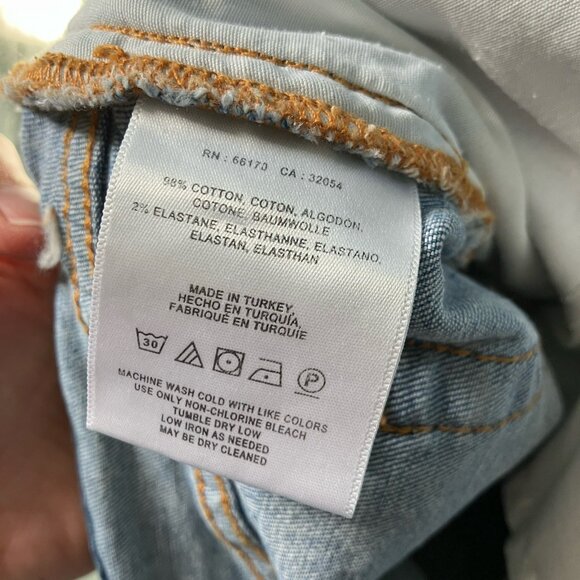 RN : 66170 CA : 32054
98% COTTON, COTON, ALGODON,
COTONE, BAUMWOLLE
2% ELASTANE, ELASTHANNE, ELASTANO,
ELASTAN, ELASTHAN
MADE IN TURKEY,
HECHO EN TURQUÍA,
FABRIQUÉ EN TURQUIE
30
P
MACHINE WASH COLD WITH LIKE COLORS
USE ONLY NON-CHLORINE BLEACH
TUMBLE DRY LOW
LOW IRON AS NEEDED
MAY BE DRY CLEANED